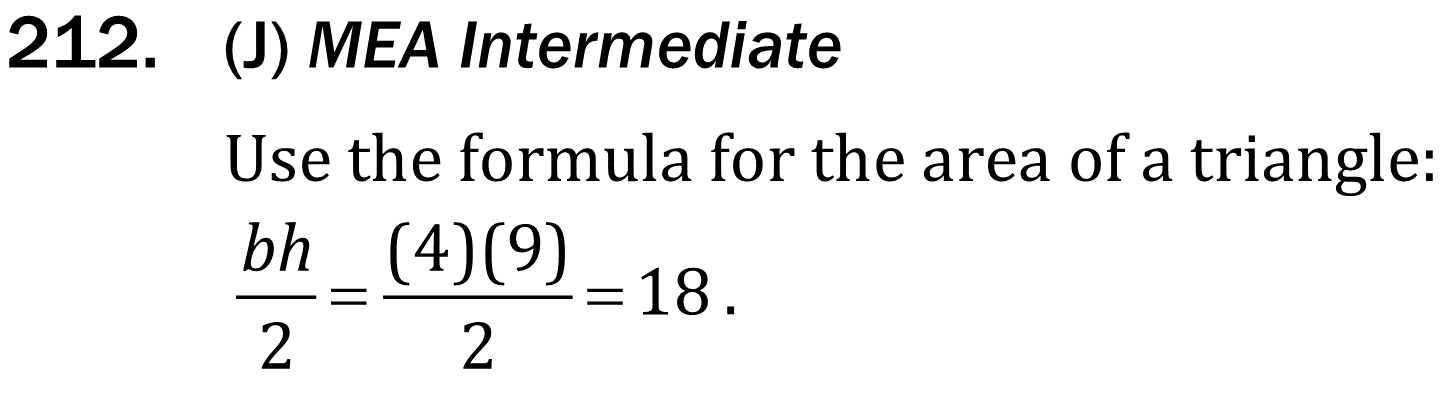 212. (J) MEA Intermediate
Use the formula for the area of a triangle:
bh/2 = (4)(9)/2 = 18 .